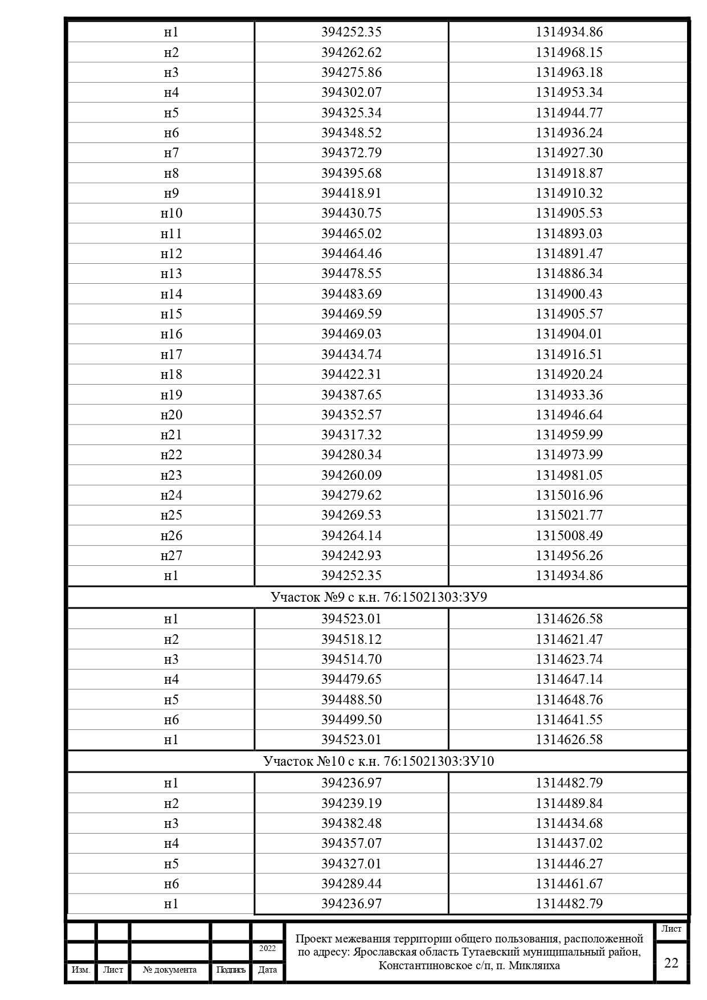 н1 394252.35 1314934.86
н2 394262.62 1314968.15
н3 394275.86 1314963.18
н4 394302.07 1314953.34
н5 394325.34 1314944.77
н6 394348.52 1314936.24
н7 394372.79 1314927.30
н8 394395.68 1314918.87
н9 394418.91 1314910.32
н10 394430.75 1314905.53
н11 394465.02 1314893.03
н12 394464.46 1314891.47
н13 394478.55 1314886.34
н14 394483.69 1314900.43
н15 394469.59 1314905.57
н16 394469.03 1314904.01
н17 394434.74 1314916.51
н18 394422.31 1314920.24
н19 394387.65 1314933.36
н20 394352.57 1314946.64
н21 394317.32 1314959.99
н22 394280.34 1314973.99
н23 394260.09 1314981.05
н24 394279.62 1315016.96
н25 394269.53 1315021.77
н26 394264.14 1315008.49
н27 394242.93 1314956.26
н1 394252.35 1314934.86
Участок №9 с к.н. 76:15021303:ЗУ9
н1 394523.01 1314626.58
н2 394518.12 1314621.47
н3 394514.70 1314623.74
н4 394479.65 1314647.14
н5 394488.50 1314648.76
н6 394499.50 1314641.55
н1 394523.01 1314626.58
Участок №10 с к.н. 76:15021303:ЗУ10
н1 394236.97 1314482.79
н2 394239.19 1314489.84
н3 394382.48 1314434.68
н4 394357.07 1314437.02
н5 394327.01 1314446.27
н6 394289.44 1314461.67
н1 394236.97 1314482.79
2022
Изм. Лист № документа Подпись Дата
Проект межевания территории общего пользования, расположенной
по адресу: Ярославская область Тутаевский муниципальный район,
Константиновское с/п, п. Микляиха
Лист
22